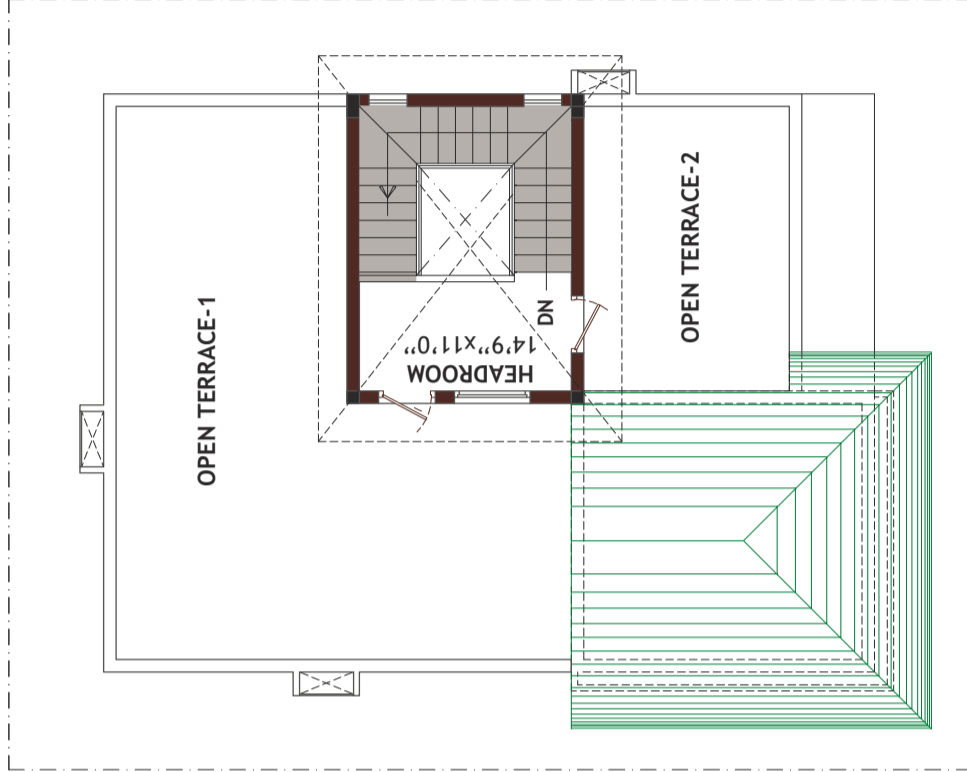 OPEN TERRACE-1
HEADROOM
14'9''x11'0''
DN
OPEN TERRACE-2